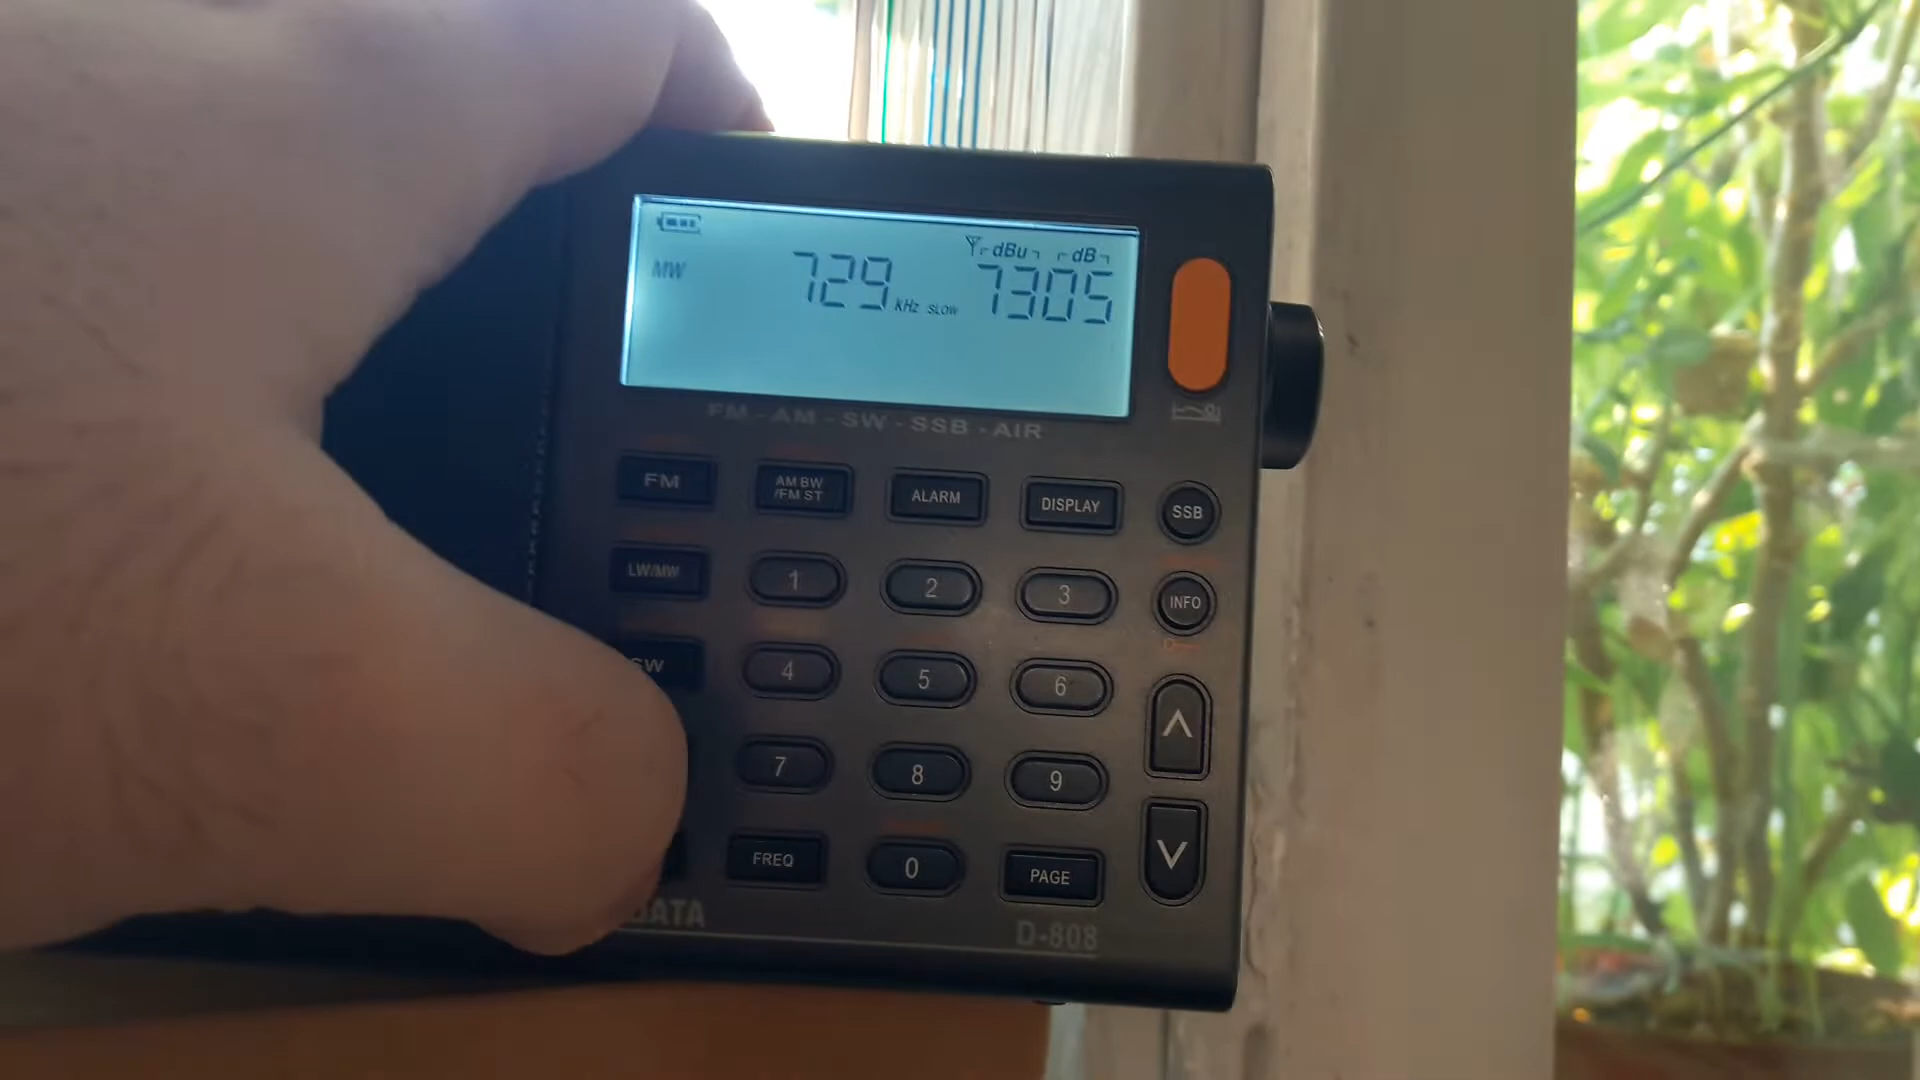 dBu dB
MW 729 kHz SLOW 7305
FM - AM - SW - SSB - AIR
FM AM BW /FM ST ALARM DISPLAY SSB
LW/MW 1 2 3 INFO
SW 4 5 6
7 8 9
FREQ 0 PAGE
DATA D-808